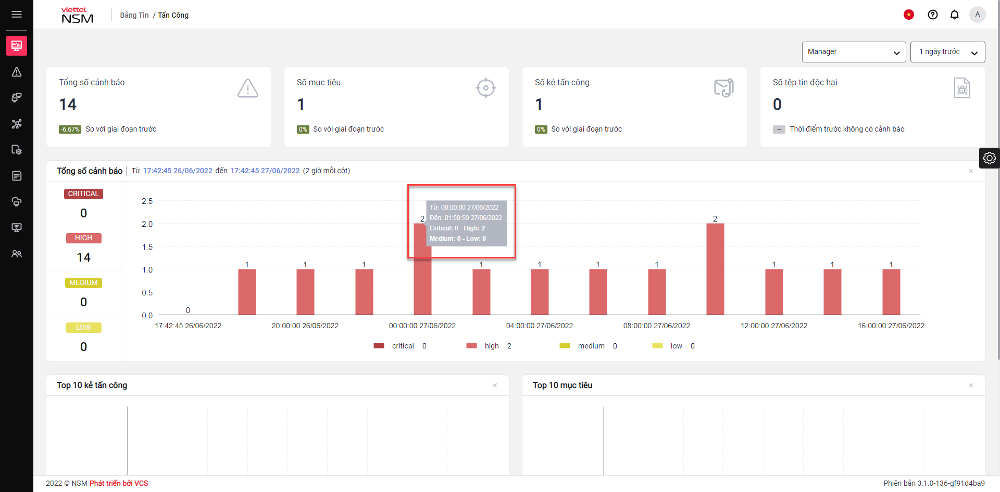 viettel
NSM
Bảng Tin / Tấn Công
A
Manager
1 ngày trước
Tổng số cảnh báo
14
-6.67% So với giai đoạn trước
Số mục tiêu
1
0% So với giai đoạn trước
Số kẻ tấn công
1
0% So với giai đoạn trước
Số tệp tin độc hại
0
~ Thời điểm trước không có cảnh báo
Tổng số cảnh báo Từ 17:42:45 26/06/2022 đến 17:42:45 27/06/2022 (2 giờ mỗi cột)
CRITICAL
0
HIGH
14
MEDIUM
0
LOW
0
2.5
2.0
1.5
1.0
0.5
0.0
0
1
1
1
2
1
1
1
1
2
1
1
1
Từ: 00:00:00 27/06/2022
Đến: 01:59:59 27/06/2022
Critical: 0 - High: 2
Medium: 0 - Low: 0
17:42:45 26/06/2022
20:00:00 26/06/2022
00:00:00 27/06/2022
04:00:00 27/06/2022
08:00:00 27/06/2022
12:00:00 27/06/2022
16:00:00 27/06/2022
critical 0
high 2
medium 0
low 0
Top 10 kẻ tấn công
Top 10 mục tiêu
2022 © NSM Phát triển bởi VCS
Phiên bản 3.1.0-136-gf91d4ba9